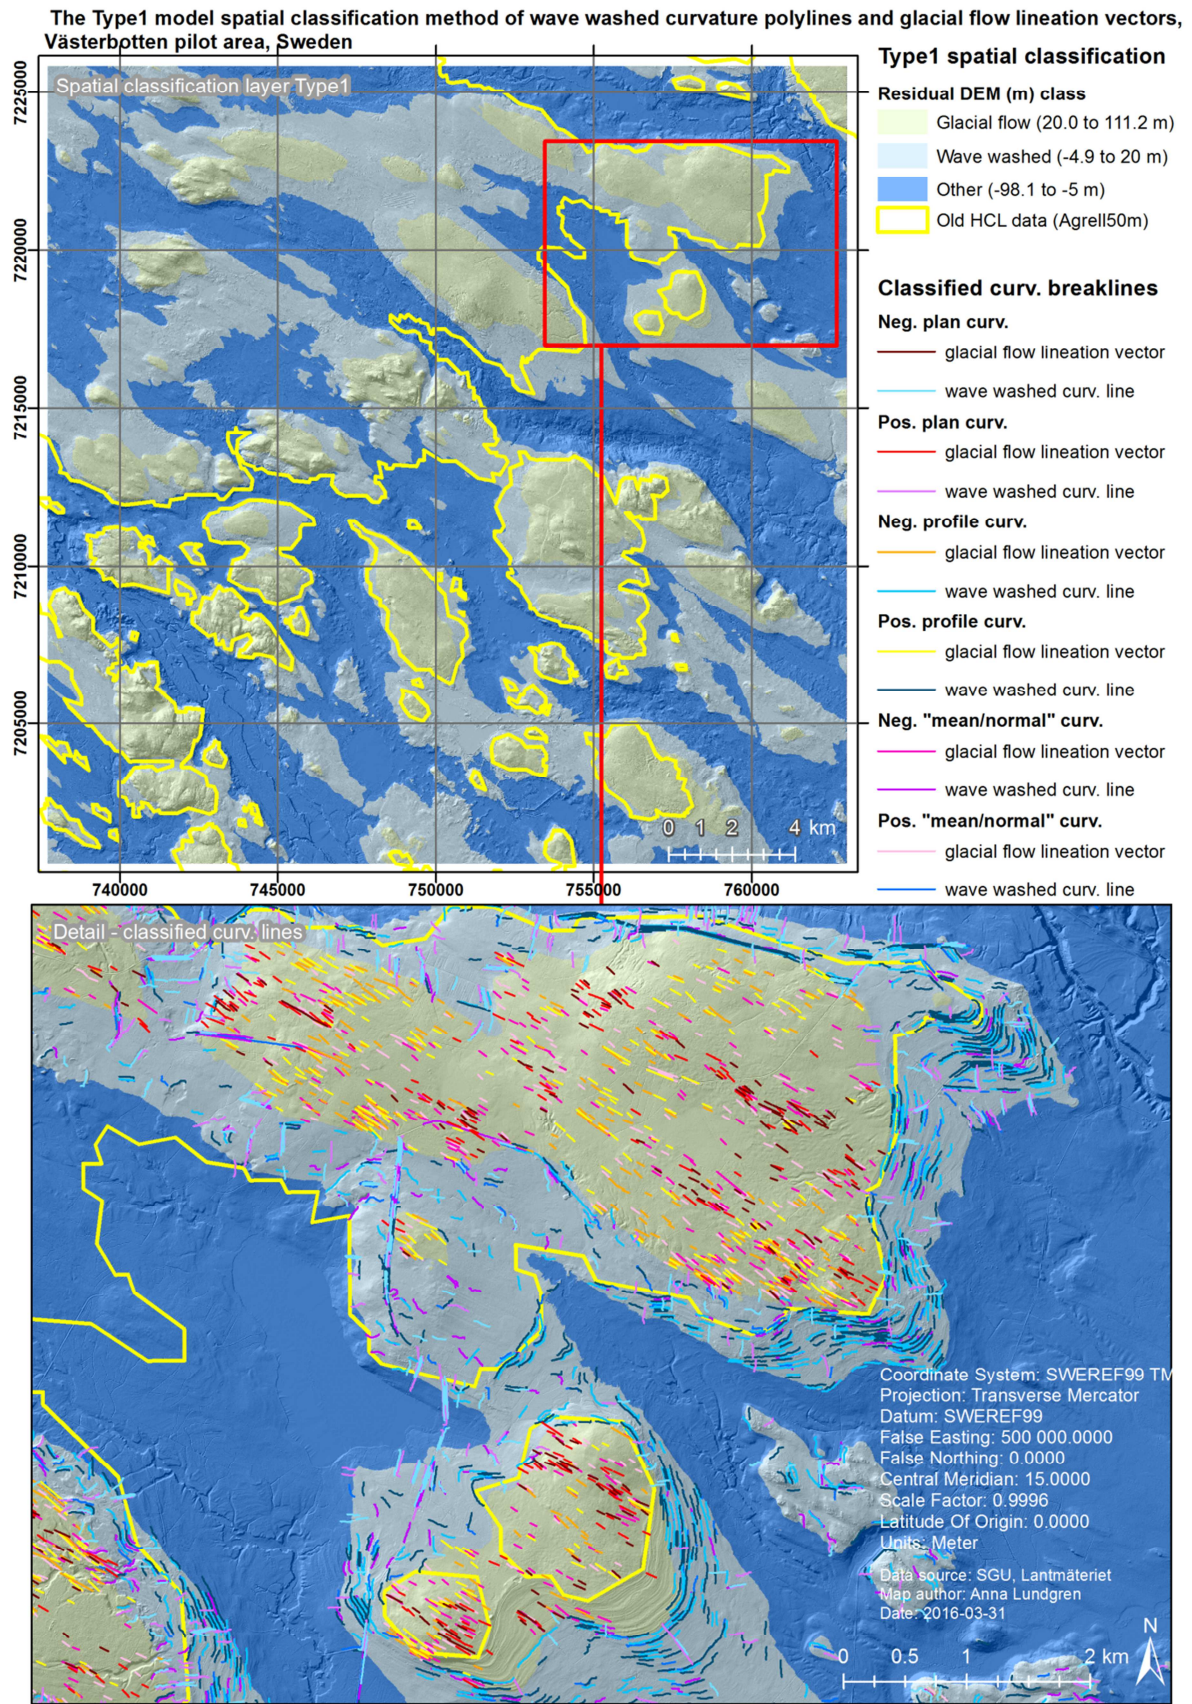 The Type1 model spatial classification method of wave washed curvature polylines and glacial flow lineation vectors,
Västerbotten pilot area, Sweden
Spatial classification layer Type1
7225000
7220000
7215000
7210000
7205000
740000 745000 750000 755000 760000
0 1 2 4 km
Type1 spatial classification
Residual DEM (m) class
Glacial flow (20.0 to 111.2 m)
Wave washed (-4.9 to 20 m)
Other (-98.1 to -5 m)
Old HCL data (Agrell50m)
Classified curv. breaklines
Neg. plan curv.
glacial flow lineation vector
wave washed curv. line
Pos. plan curv.
glacial flow lineation vector
wave washed curv. line
Neg. profile curv.
glacial flow lineation vector
wave washed curv. line
Pos. profile curv.
glacial flow lineation vector
wave washed curv. line
Neg. "mean/normal" curv.
glacial flow lineation vector
wave washed curv. line
Pos. "mean/normal" curv.
glacial flow lineation vector
wave washed curv. line
Detail - classified curv. lines
Coordinate System: SWEREF99 TM
Projection: Transverse Mercator
Datum: SWEREF99
False Easting: 500 000.0000
False Northing: 0.0000
Central Meridian: 15.0000
Scale Factor: 0.9996
Latitude Of Origin: 0.0000
Units: Meter
Data source: SGU, Lantmäteriet
Map author: Anna Lundgren
Date: 2016-03-31
N
0 0.5 1 2 km